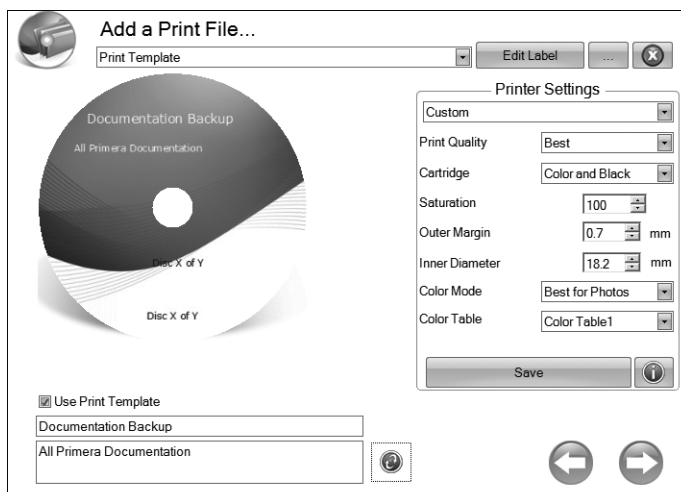 Add a Print File...
Print Template
Edit Label
...
Documentation Backup
All Primera Documentation
Disc X of Y
Disc X of Y
Printer Settings
Custom
Print Quality Best
Cartridge Color and Black
Saturation 100
Outer Margin 0.7 mm
Inner Diameter 18.2 mm
Color Mode Best for Photos
Color Table Color Table1
Save
Use Print Template
Documentation Backup
All Primera Documentation